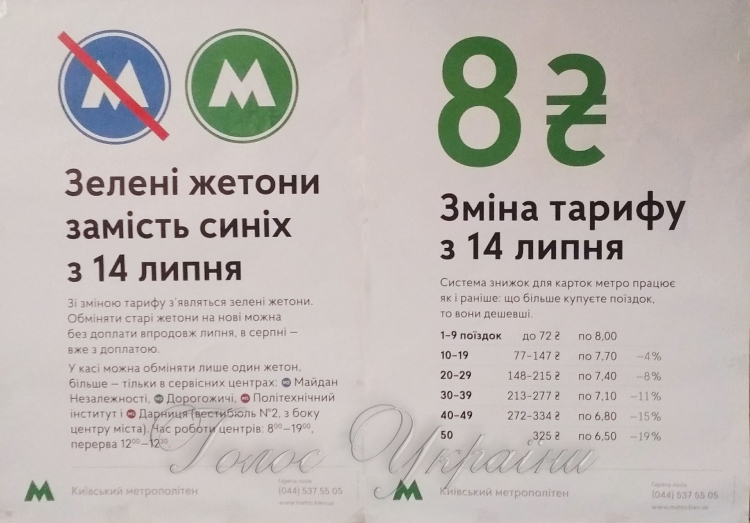 Зелені жетони
замість синіх
з 14 липня
Зі зміною тарифу з'являться зелені жетони.
Обміняти старі жетони на нові можна
без доплати впродовж липня, в серпні –
вже з доплатою.
У касі можна обміняти лише один жетон,
більше – тільки в сервісних центрах: Майдан
Незалежності, Дорогожичі, Політехнічний
інститут і Дарниця (вестибюль №2, з боку
центру міста). Час роботи центрів: 8⁰⁰–19⁰⁰,
перерва 12⁰⁰–12³⁰
Київський метрополітен
Гаряча лінія
(044) 537 55 05
8 ₴
Зміна тарифу
з 14 липня
Система знижок для карток метро працює
як і раніше: що більше купуєте поїздок,
то вони дешевші.
1–9 поїздок до 72 ₴ по 8,00
10–19 77–147 ₴ по 7,70 –4%
20–29 148–215 ₴ по 7,40 –8%
30–39 213–277 ₴ по 7,10 –11%
40–49 272–334 ₴ по 6,80 –15%
50 325 ₴ по 6,50 –19%
Київський метрополітен
Гаряча лінія
(044) 537 55 05
Голос України